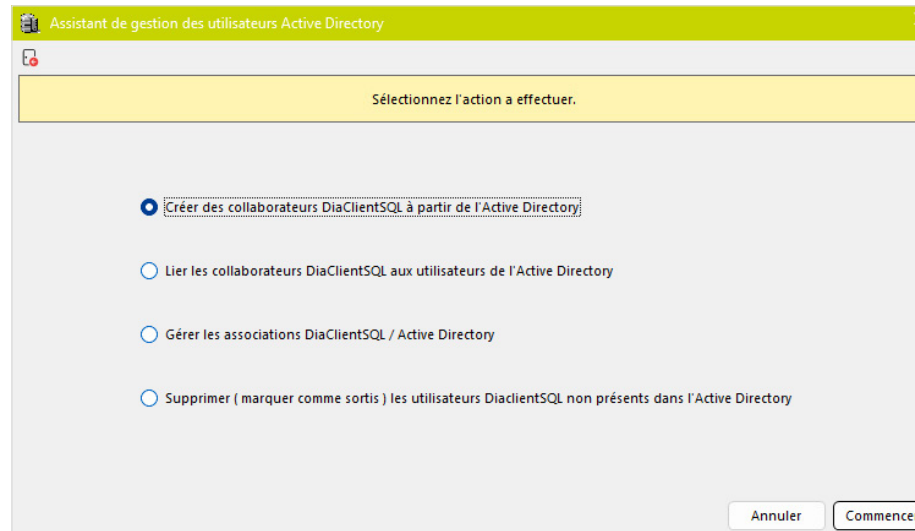 Assistant de gestion des utilisateurs Active Directory
Sélectionnez l'action a effectuer.
Créer des collaborateurs DiaClientSQL à partir de l'Active Directory
Lier les collaborateurs DiaClientSQL aux utilisateurs de l'Active Directory
Gérer les associations DiaClientSQL / Active Directory
Supprimer ( marquer comme sortis ) les utilisateurs DiaclientSQL non présents dans l'Active Directory
Annuler Commence